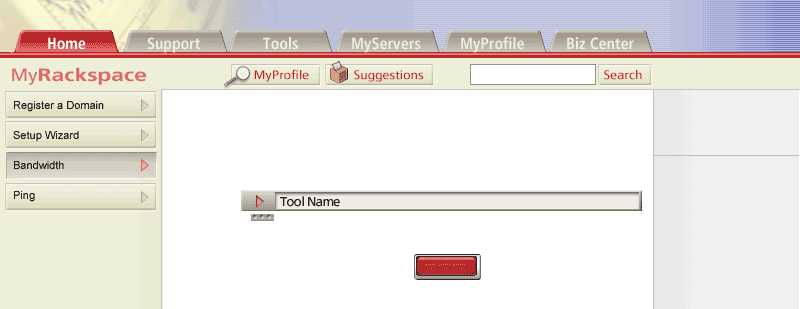 Home Support Tools MyServers MyProfile Biz Center
MyRackspace MyProfile Suggestions Search
Register a Domain
Setup Wizard
Bandwidth
Ping
Tool Name